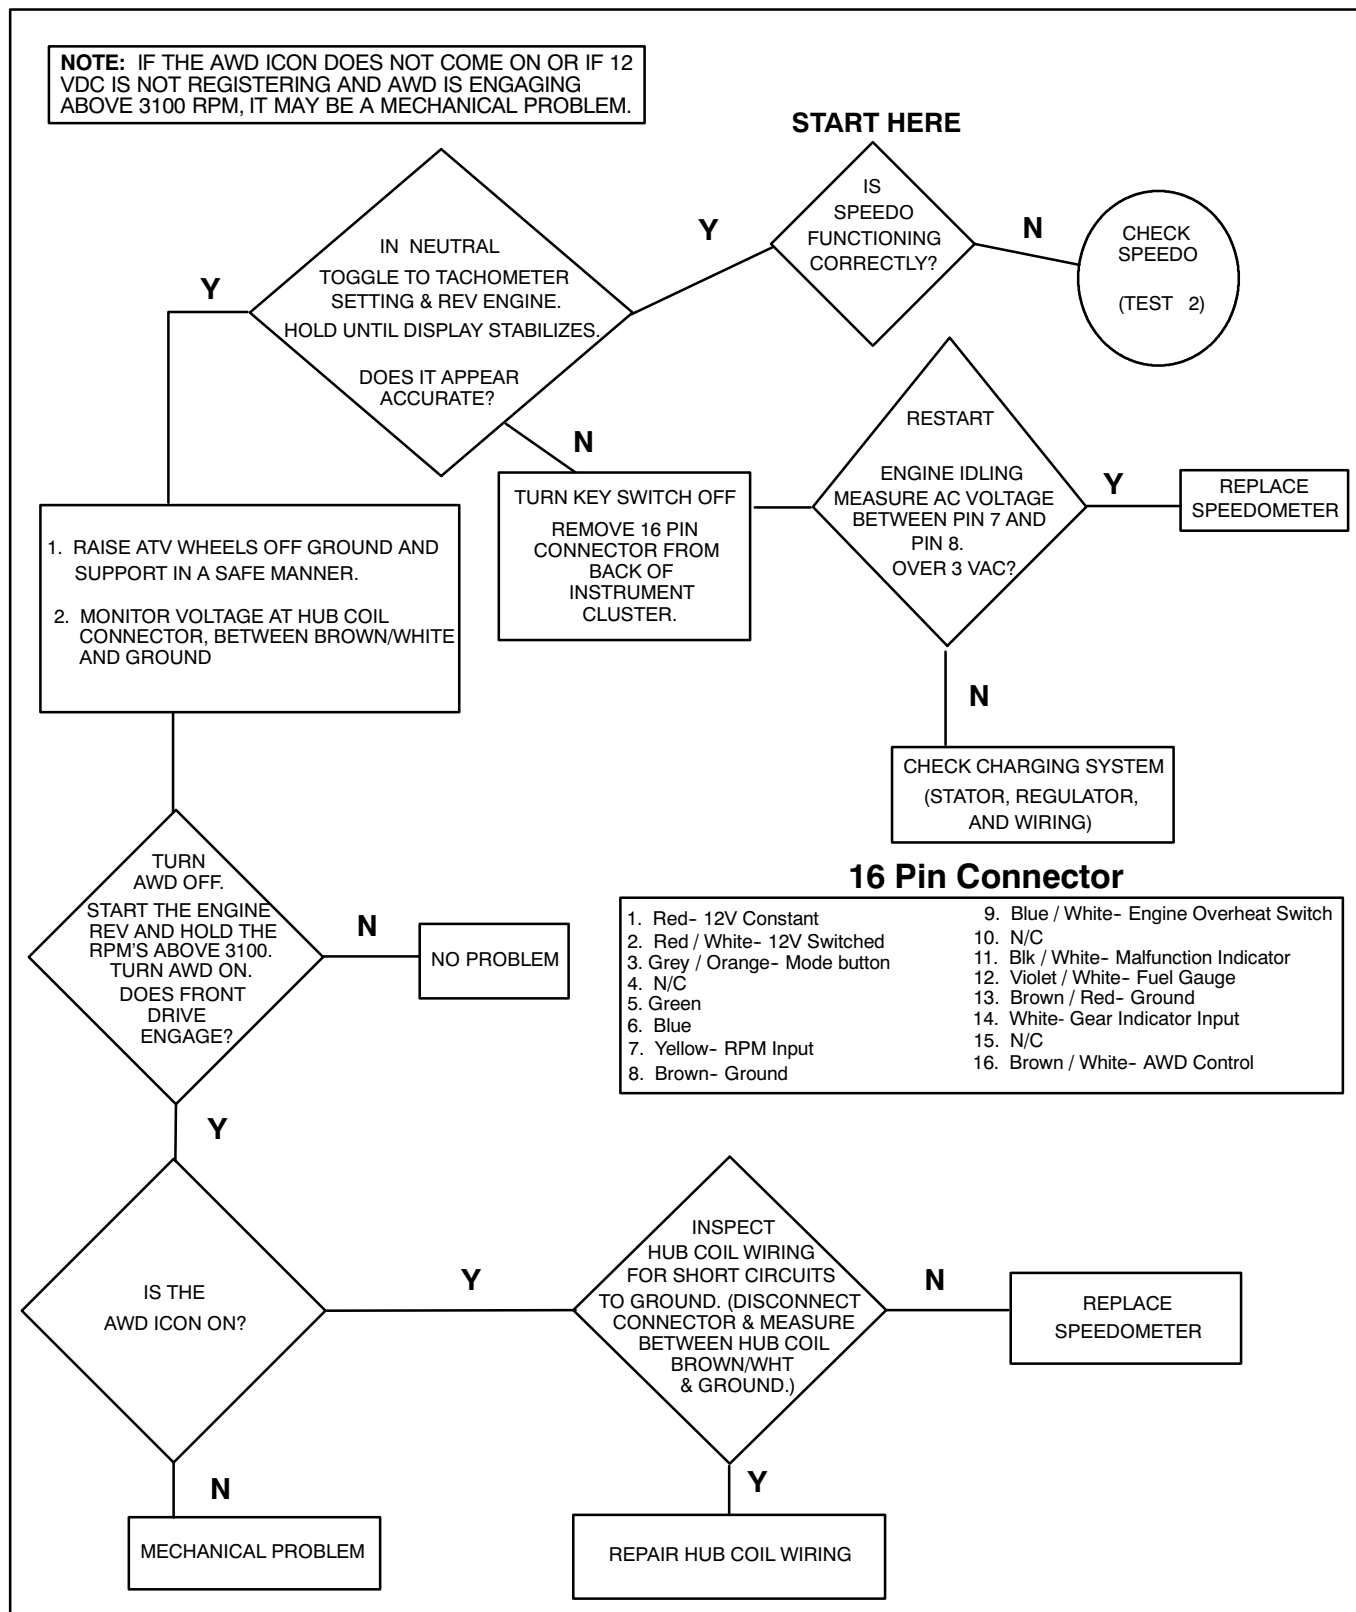 NOTE: IF THE AWD ICON DOES NOT COME ON OR IF 12
VDC IS NOT REGISTERING AND AWD IS ENGAGING
ABOVE 3100 RPM, IT MAY BE A MECHANICAL PROBLEM.
START HERE
IS
SPEEDO
FUNCTIONING
CORRECTLY?
N
CHECK
SPEEDO
(TEST 2)
Y
IN NEUTRAL
TOGGLE TO TACHOMETER
SETTING & REV ENGINE.
HOLD UNTIL DISPLAY STABILIZES.
DOES IT APPEAR
ACCURATE?
Y
N
TURN KEY SWITCH OFF
REMOVE 16 PIN
CONNECTOR FROM
BACK OF
INSTRUMENT
CLUSTER.
RESTART
ENGINE IDLING
MEASURE AC VOLTAGE
BETWEEN PIN 7 AND
PIN 8.
OVER 3 VAC?
Y
REPLACE
SPEEDOMETER
N
CHECK CHARGING SYSTEM
(STATOR, REGULATOR,
AND WIRING)
1. RAISE ATV WHEELS OFF GROUND AND
SUPPORT IN A SAFE MANNER.
2. MONITOR VOLTAGE AT HUB COIL
CONNECTOR, BETWEEN BROWN/WHITE
AND GROUND
TURN
AWD OFF.
START THE ENGINE
REV AND HOLD THE
RPM'S ABOVE 3100.
TURN AWD ON.
DOES FRONT
DRIVE
ENGAGE?
N
NO PROBLEM
Y
16 Pin Connector
1. Red- 12V Constant
2. Red / White- 12V Switched
3. Grey / Orange- Mode button
4. N/C
5. Green
6. Blue
7. Yellow- RPM Input
8. Brown- Ground
9. Blue / White- Engine Overheat Switch
10. N/C
11. Blk / White- Malfunction Indicator
12. Violet / White- Fuel Gauge
13. Brown / Red- Ground
14. White- Gear Indicator Input
15. N/C
16. Brown / White- AWD Control
IS THE
AWD ICON ON?
Y
INSPECT
HUB COIL WIRING
FOR SHORT CIRCUITS
TO GROUND. (DISCONNECT
CONNECTOR & MEASURE
BETWEEN HUB COIL
BROWN/WHT
& GROUND.)
N
REPLACE
SPEEDOMETER
N
MECHANICAL PROBLEM
Y
REPAIR HUB COIL WIRING